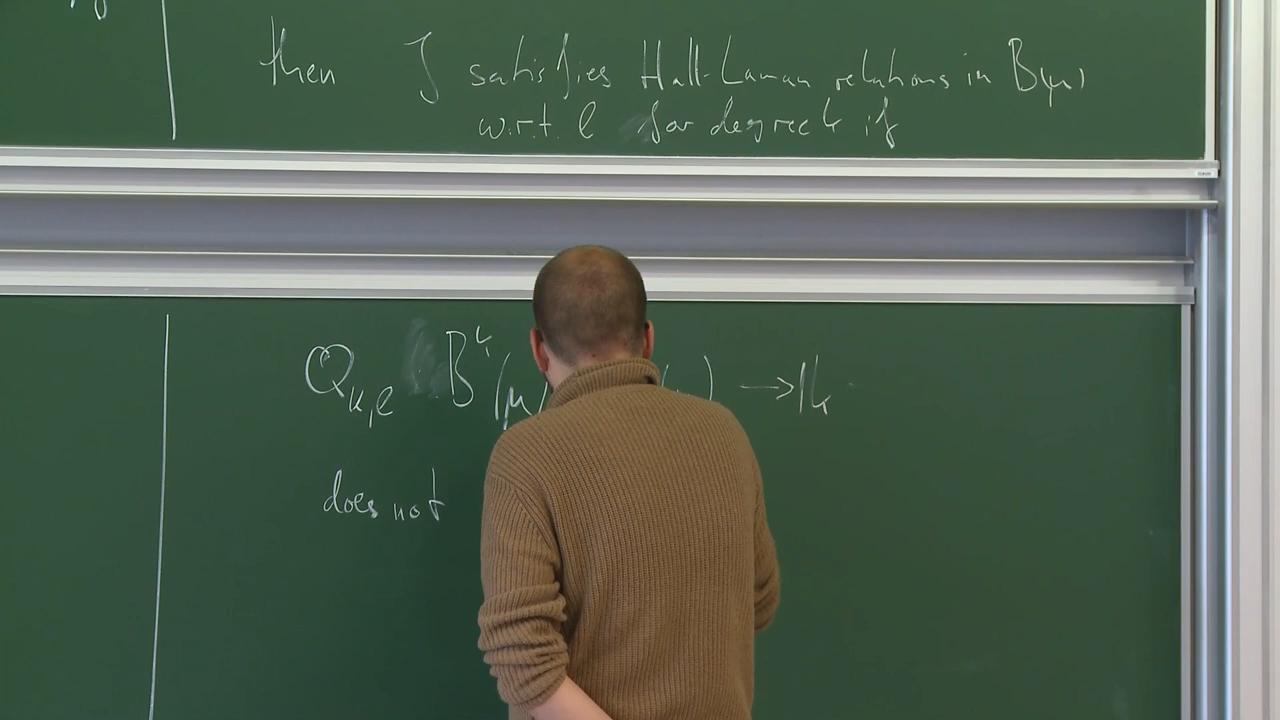 then J satisfies Hall-Laman relations in B(μ)
w.r.t. l for degree k if
Q_{k,l} B^k(μ) → k
does not